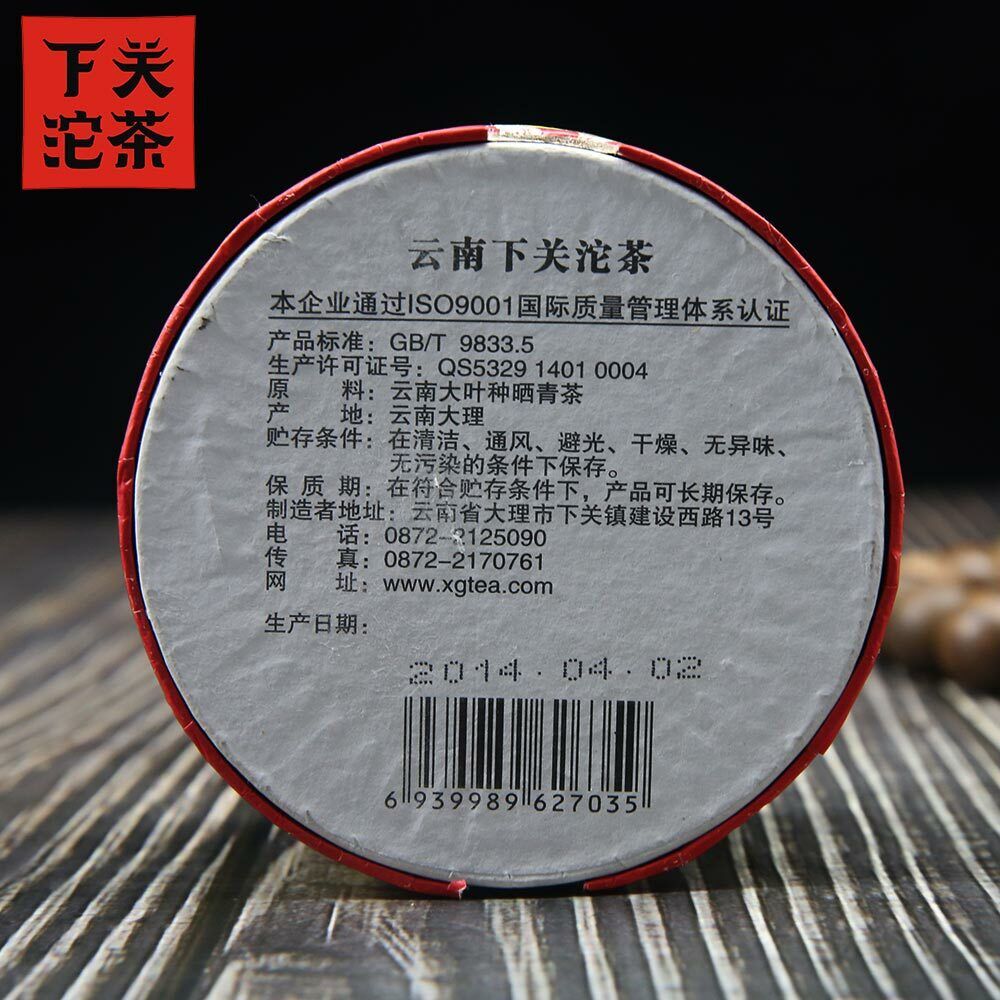 下关
沱茶
云南下关沱茶
本企业通过ISO9001国际质量管理体系认证
产品标准：GB/T 9833.5
生产许可证号：QS5329 1401 0004
原 料：云南大叶种晒青茶
产 地：云南大理
贮存条件：在清洁、通风、避光、干燥、无异味、
无污染的条件下保存。
保 质 期：在符合贮存条件下，产品可长期保存。
制造者地址：云南省大理市下关镇建设西路13号
电 话：0872-2125090
传 真：0872-2170761
网 址：www.xgtea.com
生产日期：
2014.04.02
6 939989 627035